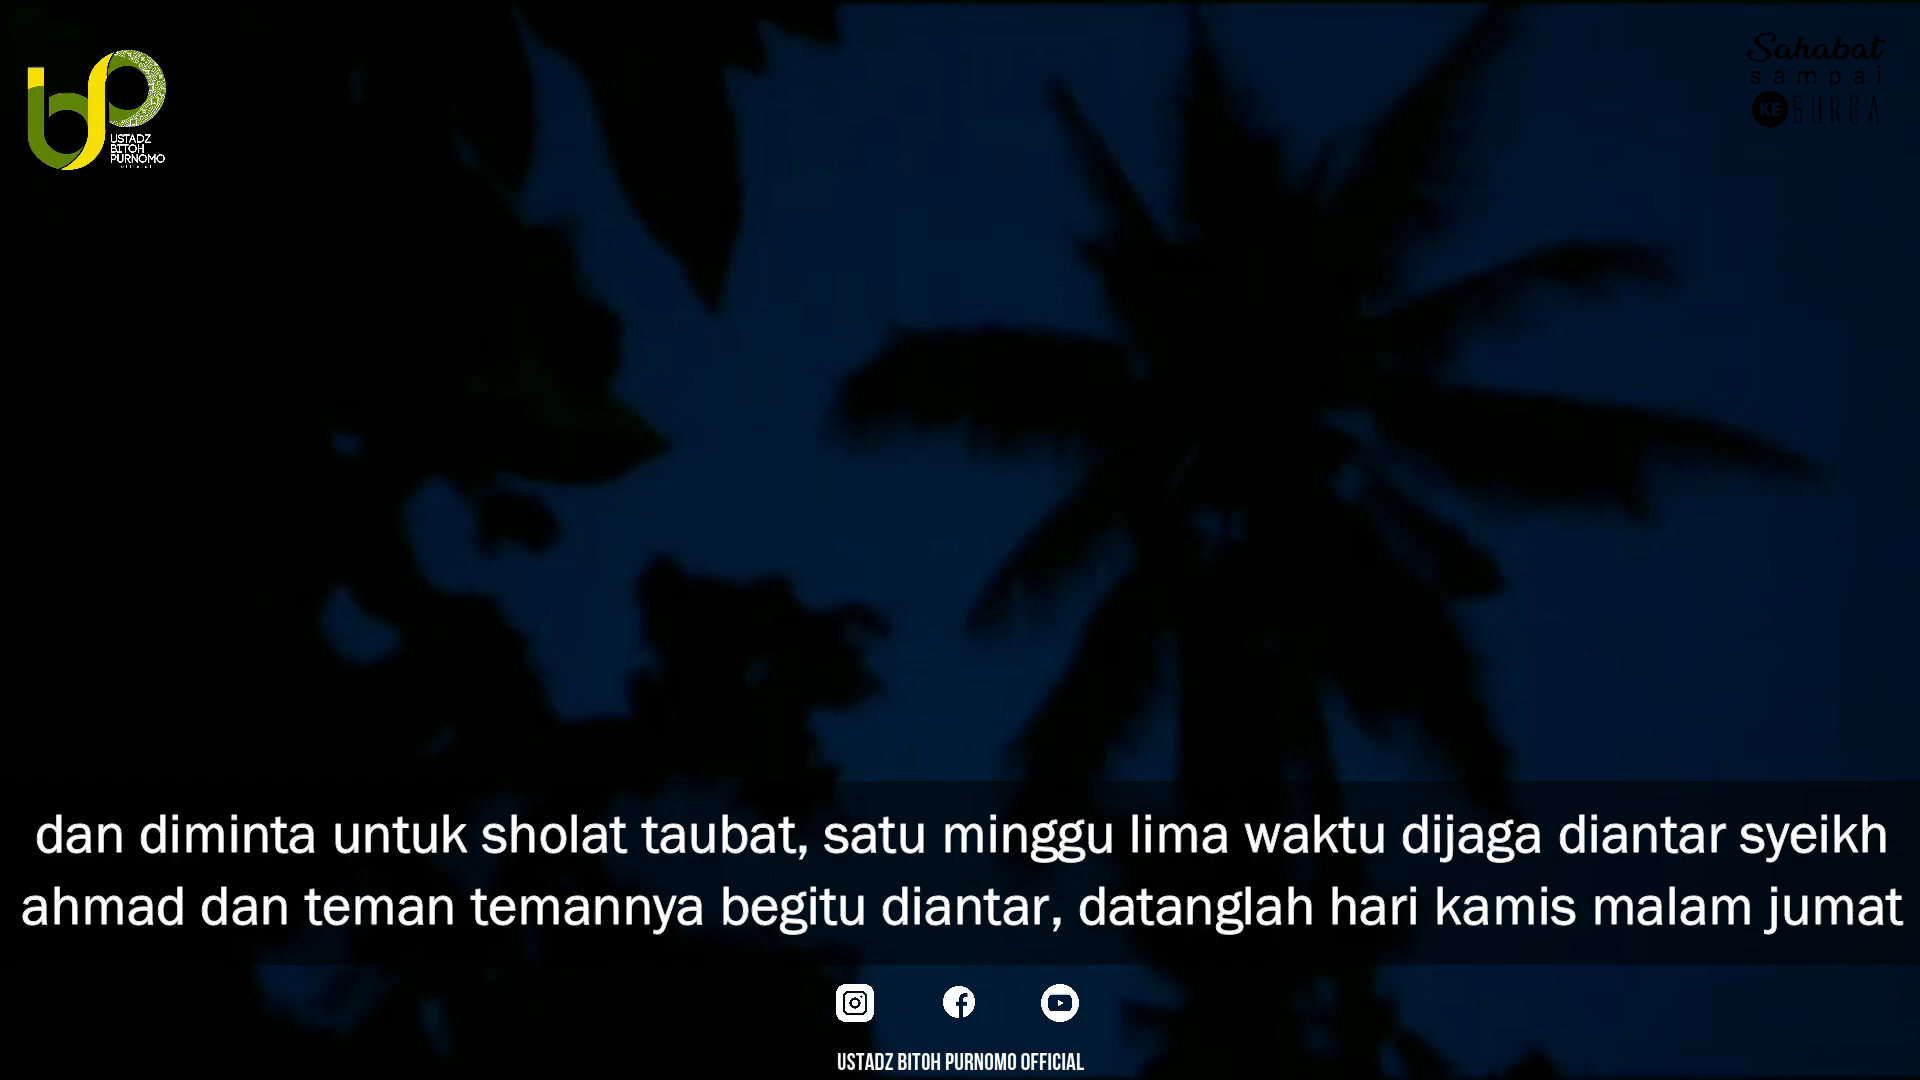 USTADZ
BITOH
PURNOMO
Sahabat
sampai
KE SURGA
dan diminta untuk sholat taubat, satu minggu lima waktu dijaga diantar syeikh
ahmad dan teman temannya begitu diantar, datanglah hari kamis malam jumat
USTADZ BITOH PURNOMO OFFICIAL